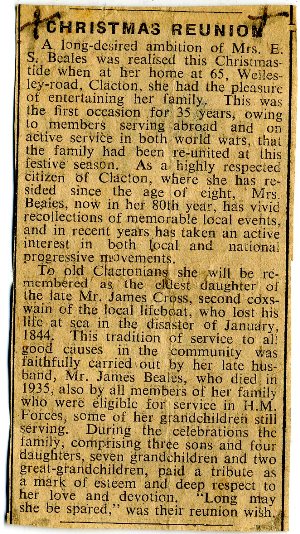 CHRISTMAS REUNION
A long-desired ambition of Mrs. E.
S. Beales was realised this Christmas-
tide when at her home at 65, Welles-
ley-road, Clacton, she had the pleasure
of entertaining her family. This was
the first occasion for 35 years, owing
to members serving abroad and on
active service in both world wars, that
the family had been re-united at this
festive season. As a highly respected
citizen of Clacton, where she has re-
sided since the age of eight, Mrs.
Beales, now in her 80th year, has vivid
recollections of memorable local events,
and in recent years has taken an active
interest in both local and national
progressive movements.
To old Clactonians she will be re-
membered as the eldest daughter of
the late Mr. James Cross, second coxs-
wain of the local lifeboat, who lost his
life at sea in the disaster of January,
1844. This tradition of service to all
good causes in the community was
faithfully carried out by her late hus-
band, Mr. James Beales, who died in
1935, also by all members of her family
who were eligible for service in H.M.
Forces, some of her grandchildren still
serving. During the celebrations the
family, comprising three sons and four
daughters, seven grandchildren and two
great-grandchildren, paid a tribute as
a mark of esteem and deep respect to
her love and devotion. "Long may
she be spared," was their reunion wish.